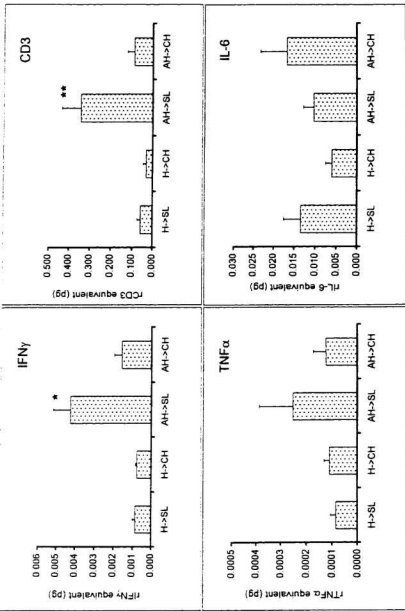 IFNγ
rIFNγ equivalent (pg)
0.006
0.005
0.004
0.003
0.002
0.001
0.000
*
H->SL
H->CH
AH->SL
AH->CH
CD3
rCD3 equivalent (pg)
0.500
0.400
0.300
0.200
0.100
0.000
**
H->SL
H->CH
AH->SL
AH->CH
TNFα
rTNFα equivalent (pg)
0.0005
0.0004
0.0003
0.0002
0.0001
0.0000
H->SL
H->CH
AH->SL
AH->CH
IL-6
rIL-6 equivalent (pg)
0.030
0.025
0.020
0.015
0.010
0.005
0.000
H->SL
H->CH
AH->SL
AH->CH